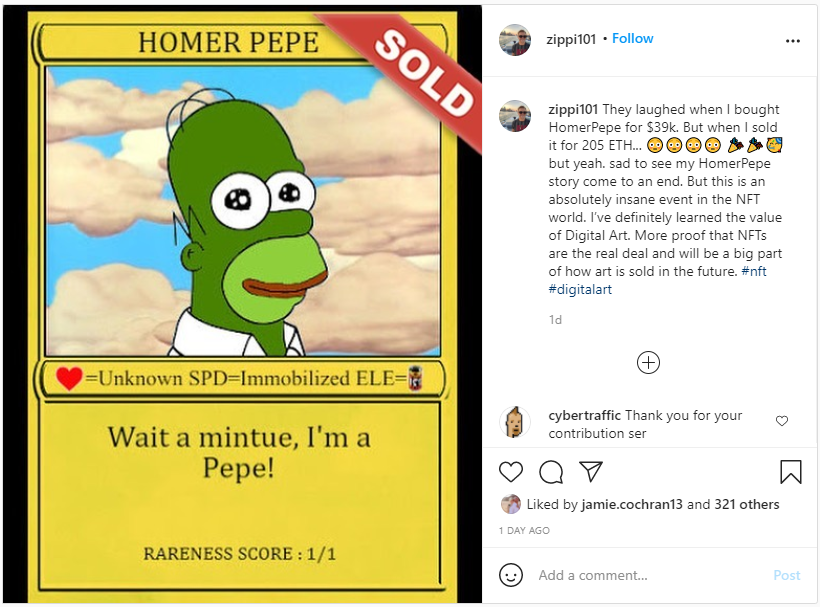 HOMER PEPE
SOLD
=Unknown SPD=Immobilized ELE=
Wait a mintue, I'm a
Pepe!
RARENESS SCORE : 1/1
zippi101 • Follow
zippi101 They laughed when I bought
HomerPepe for $39k. But when I sold
it for 205 ETH... 😳😳😳😳 🎉🎉🥳
but yeah. sad to see my HomerPepe
story come to an end. But this is an
absolutely insane event in the NFT
world. I've definitely learned the value
of Digital Art. More proof that NFTs
are the real deal and will be a big part
of how art is sold in the future. #nft
#digitalart
1d
cybertraffic Thank you for your
contribution ser
Liked by jamie.cochran13 and 321 others
1 DAY AGO
Add a comment...
Post